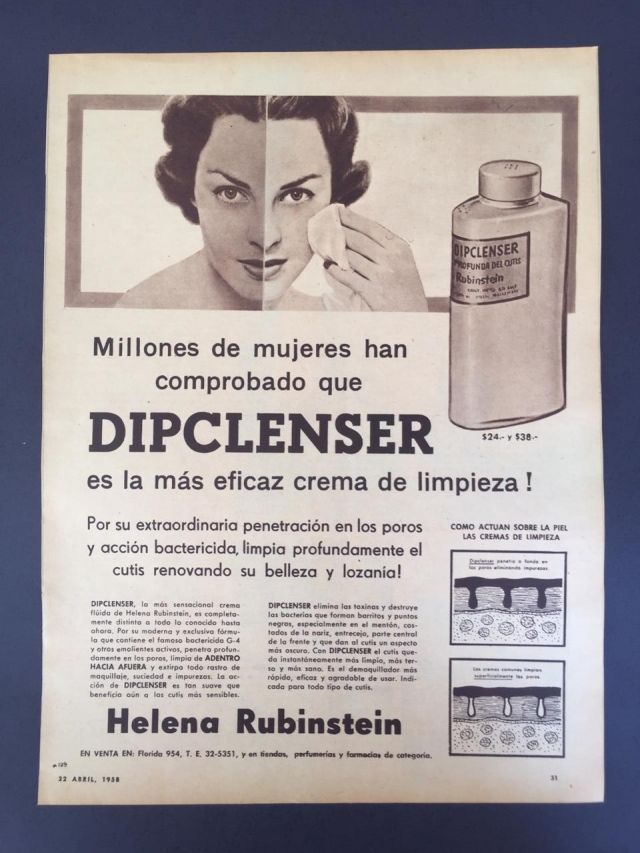 DIPCLENSER
PROFUNDA DEL CUTIS
Rubinstein
$24.- y $38.-
Millones de mujeres han
comprobado que
DIPCLENSER
es la más eficaz crema de limpieza !
Por su extraordinaria penetración en los poros
y acción bactericida, limpia profundamente el
cutis renovando su belleza y lozanía!
DIPCLENSER, la más sensacional crema
flúida de Helena Rubinstein, es completa-
mente distinta a todo lo conocido hasta
ahora. Por su moderna y exclusiva fórmu-
la que contiene el famoso bactericida G-4
y otros emolientes activos, penetra profun-
damente en los poros, limpia de ADENTRO
HACIA AFUERA y extirpa todo rastro de
maquillaje, suciedad e impurezas. La ac-
ción de DIPCLENSER es tan suave que
beneficia aún a los cutis más sensibles.
DIPCLENSER elimina las toxinas y destruye
las bacterias que forman barritos y puntos
negros, especialmente en el mentón, cos-
tados de la nariz, entrecejo, parte central
de la frente y que dan al cutis un aspecto
más oscuro. Con DIPCLENSER el cutis que-
da instantáneamente más limpio, más ter-
so y más sano. Es el demaquillador más
rápido, eficaz y agradable de usar. Indi-
cada para todo tipo de cutis.
COMO ACTUAN SOBRE LA PIEL
LAS CREMAS DE LIMPIEZA
Dipclenser penetra a fondo en
los poros eliminando impurezas.
Las cremas comunes limpian
superficialmente los poros.
Helena Rubinstein
EN VENTA EN: Florida 954, T. E. 32-5351, y en tiendas, perfumerías y farmacias de categoría.
22 ABRIL, 1958
31